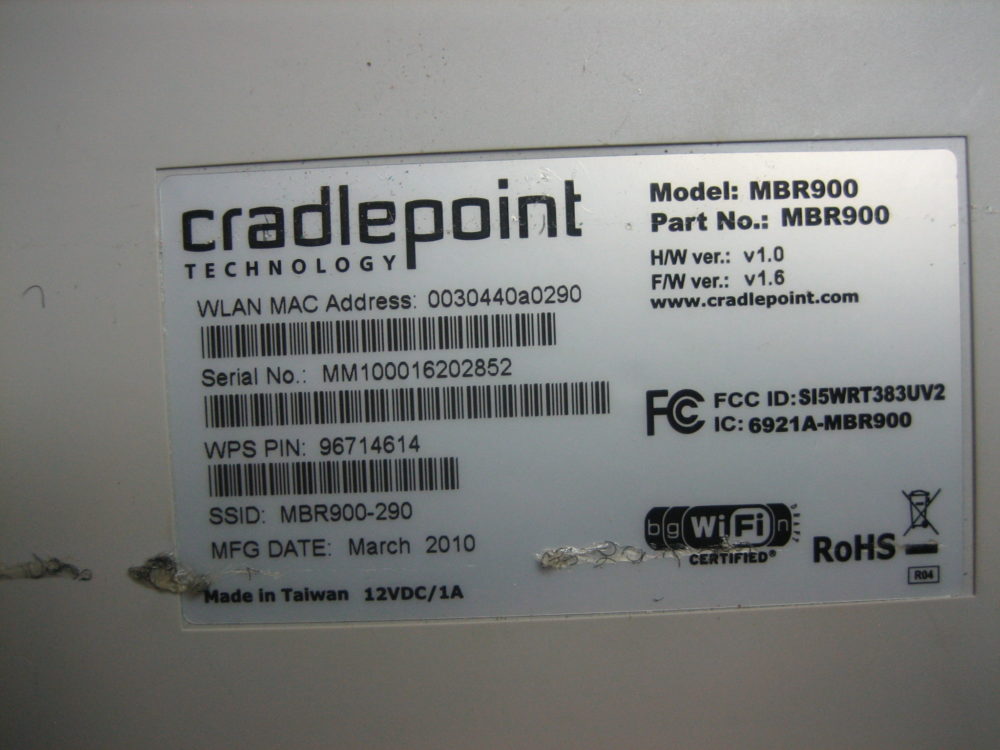 cradlepoint
TECHNOLOGY
Model: MBR900
Part No.: MBR900
H/W ver.: v1.0
F/W ver.: v1.6
www.cradlepoint.com
WLAN MAC Address: 0030440a0290
Serial No.: MM100016202852
WPS PIN: 96714614
SSID: MBR900-290
MFG DATE: March 2010
Made in Taiwan 12VDC/1A
FC FCC ID:SI5WRT383UV2
IC: 6921A-MBR900
b g WiFi n DRAFT
CERTIFIED®
RoHS
R04